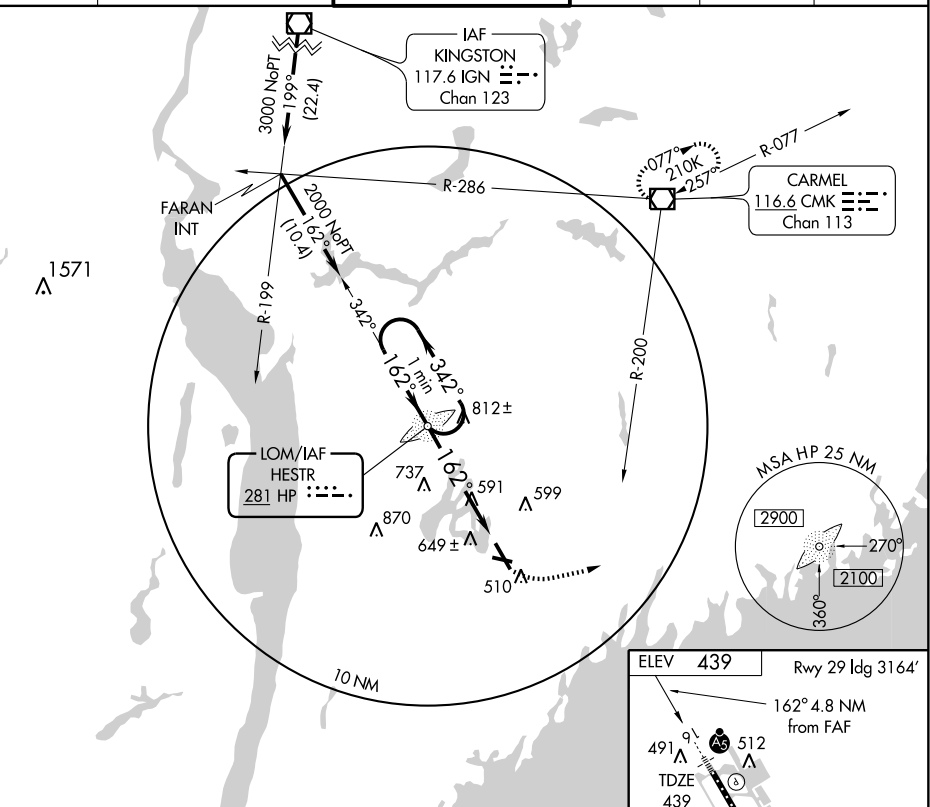 IAF
KINGSTON
117.6 IGN
Chan 123
3000 NoPT
199°
(22.4)
R-077
077°
210K
257°
R-286
CARMEL
116.6 CMK
Chan 113
FARAN
INT
2000 NoPT
162°
(10.4)
1571
R-199
342°
R-200
1 min
162°
342°
812±
LOM/IAF
HESTR
281 HP
162°
737
591
599
870
649±
510
MSA HP 25 NM
2900
270°
2100
360°
10 NM
ELEV 439
Rwy 29 ldg 3164'
162° 4.8 NM
from FAF
491
9
A5
512
TDZE
439